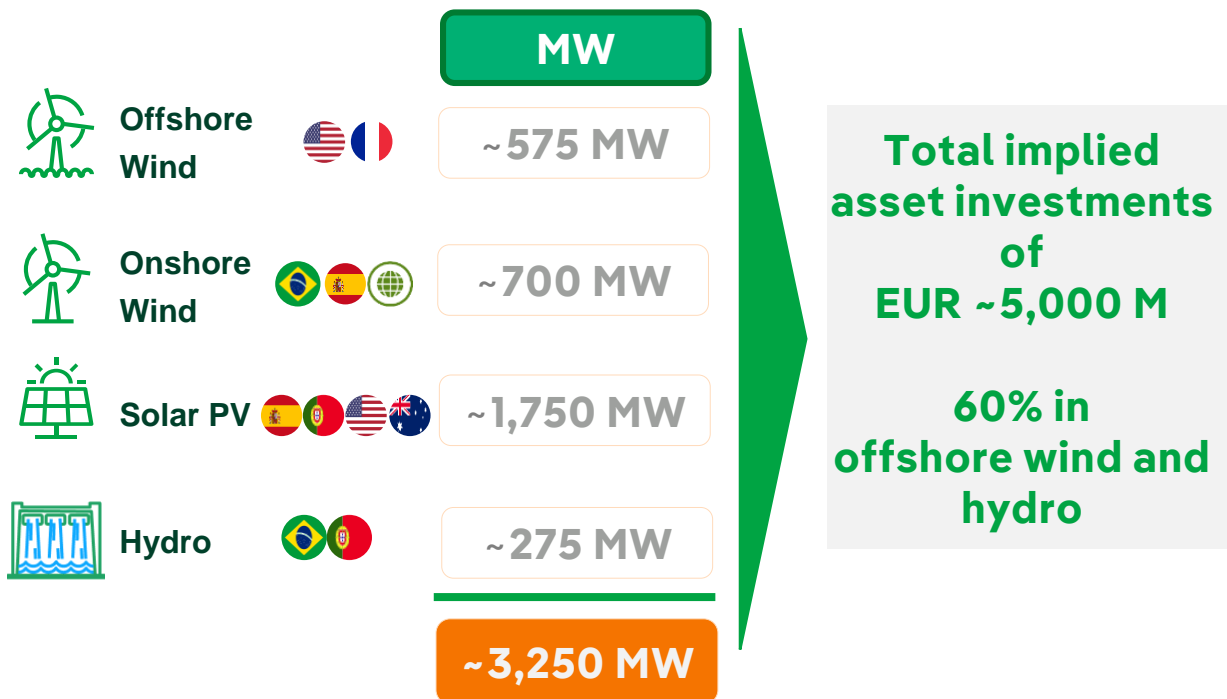 MW
Offshore
Wind
~575 MW
Onshore
Wind
~700 MW
Solar PV
~1,750 MW
Hydro
~275 MW
~3,250 MW
Total implied
asset investments
of
EUR ~5,000 M
60% in
offshore wind and
hydro